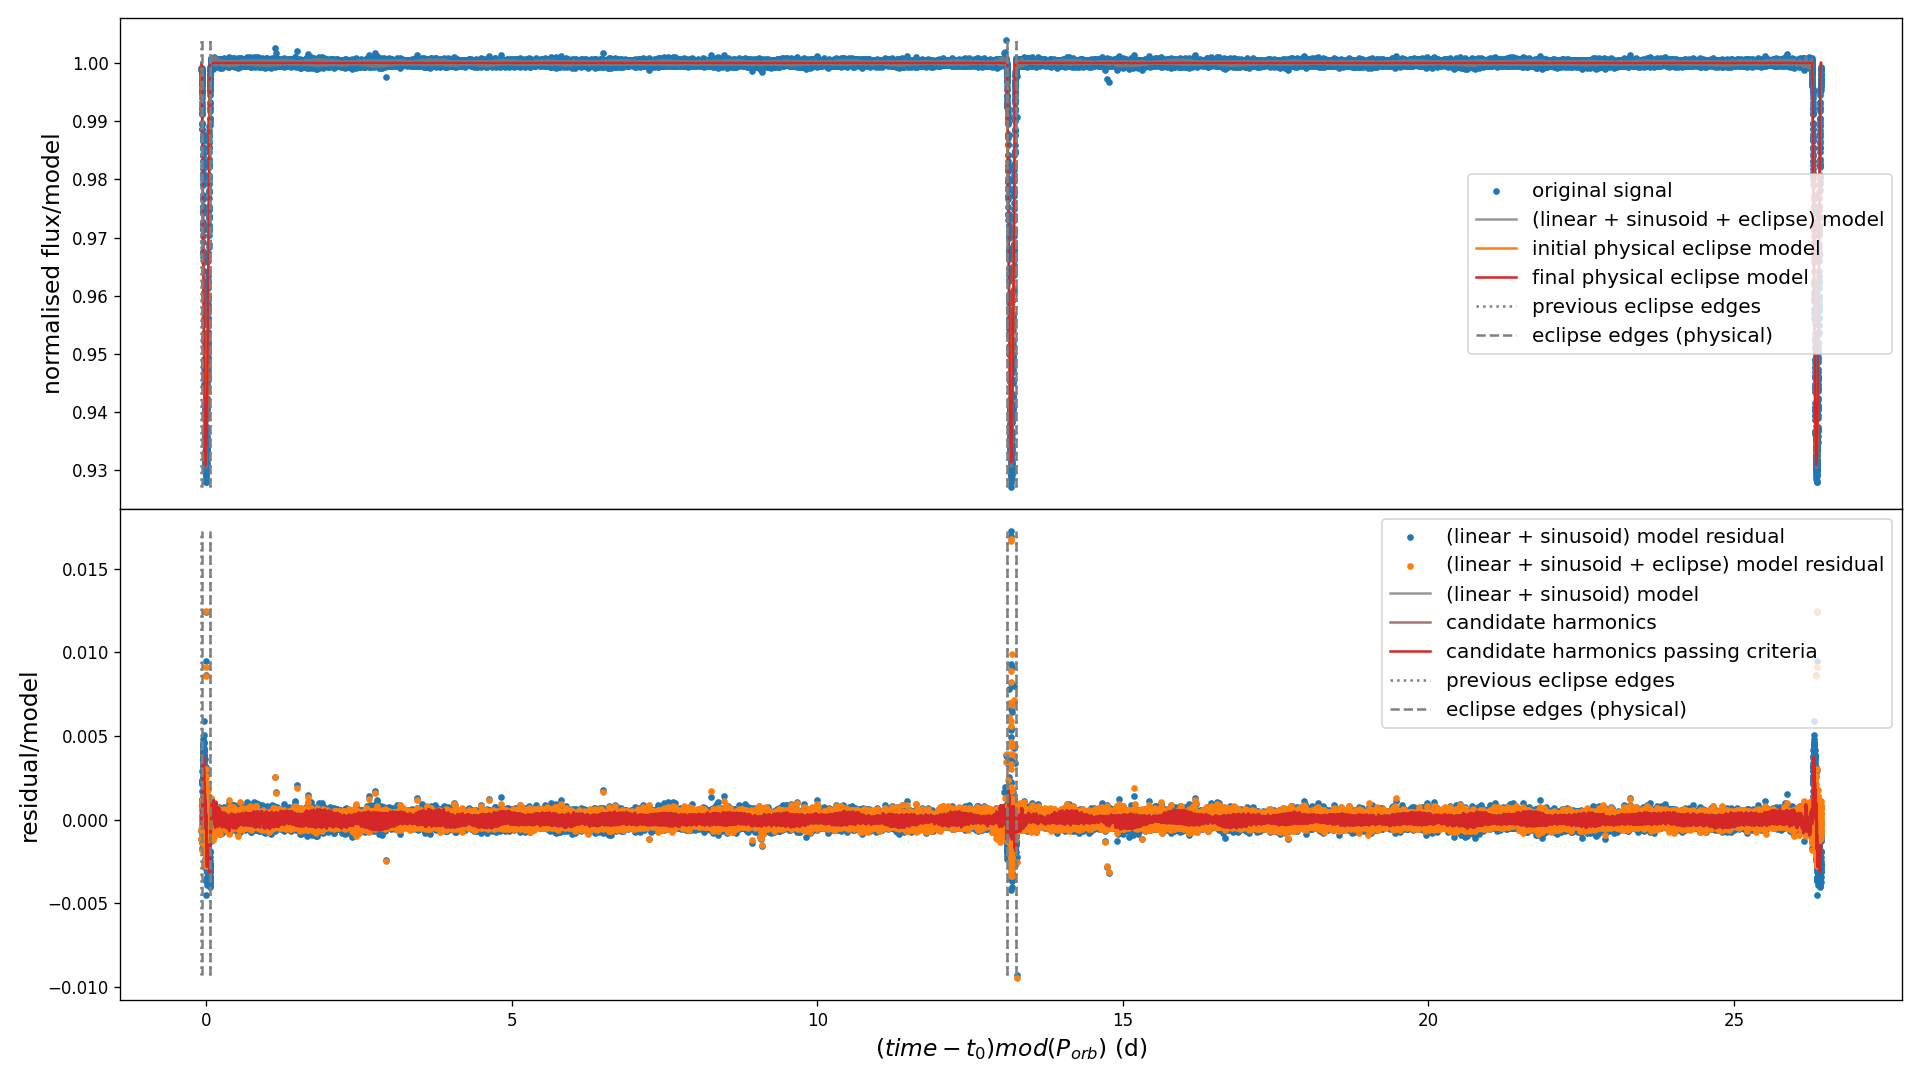 1.00
0.99
0.98
0.97
0.96
0.95
0.94
0.93
normalised flux/model
original signal
(linear + sinusoid + eclipse) model
initial physical eclipse model
final physical eclipse model
previous eclipse edges
eclipse edges (physical)
0.015
0.010
0.005
0.000
−0.005
−0.010
residual/model
(linear + sinusoid) model residual
(linear + sinusoid + eclipse) model residual
(linear + sinusoid) model
candidate harmonics
candidate harmonics passing criteria
previous eclipse edges
eclipse edges (physical)
0 5 10 15 20 25
(time − t₀)mod(P_orb) (d)